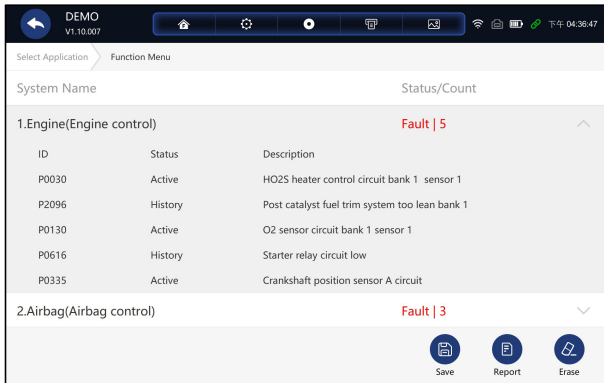 DEMO
V1.10.007
下午 04:36:47
Select Application Function Menu
System Name Status/Count
1.Engine(Engine control) Fault | 5
ID Status Description
P0030 Active HO2S heater control circuit bank 1 sensor 1
P2096 History Post catalyst fuel trim system too lean bank 1
P0130 Active O2 sensor circuit bank 1 sensor 1
P0616 History Starter relay circuit low
P0335 Active Crankshaft position sensor A circuit
2.Airbag(Airbag control) Fault | 3
Save Report Erase